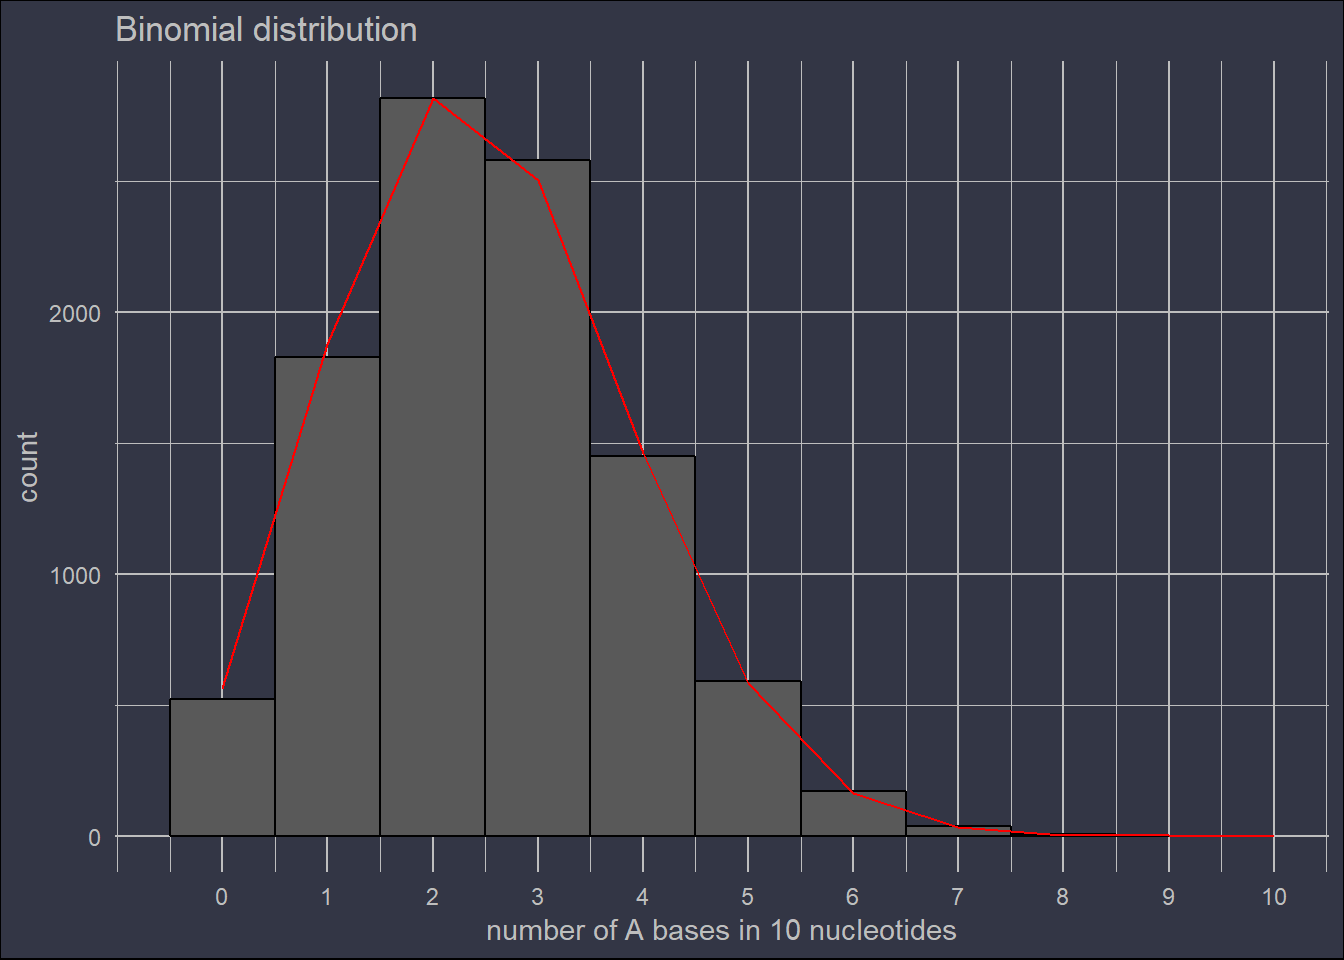 Binomial distribution
count
2000
1000
0
0 1 2 3 4 5 6 7 8 9 10
number of A bases in 10 nucleotides